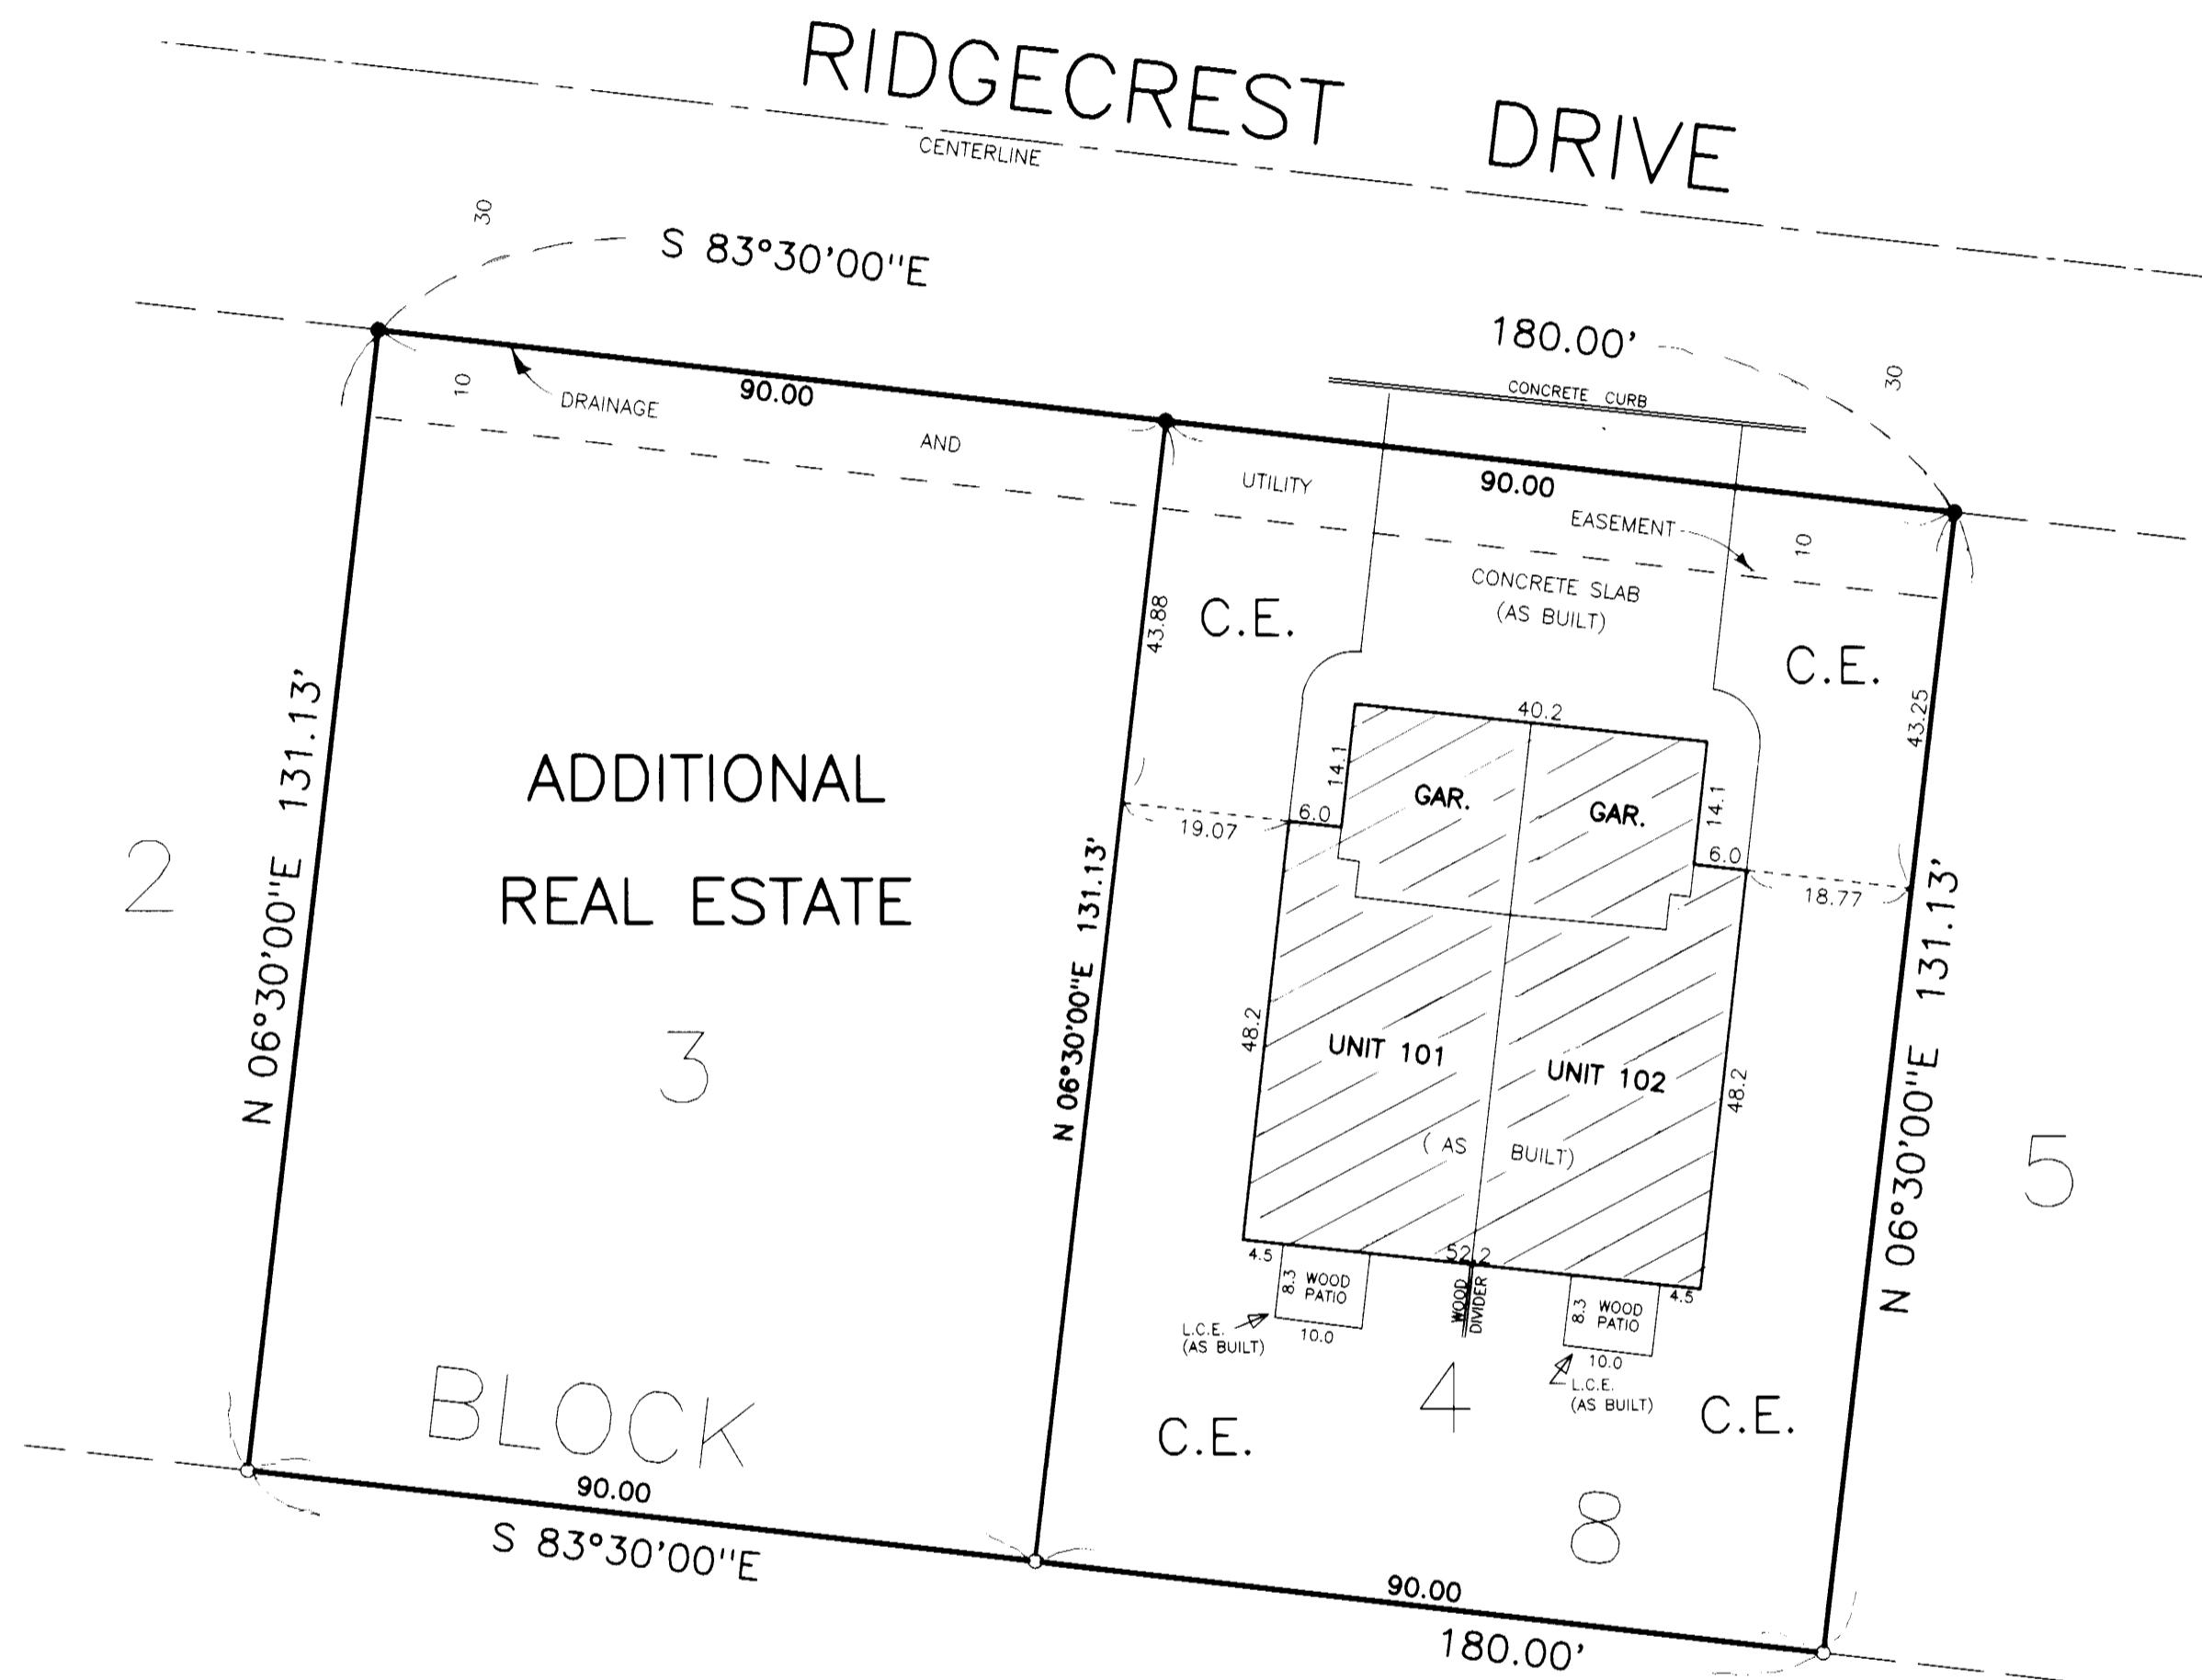 RIDGECREST DRIVE
CENTERLINE
30
S 83°30'00"E
180.00'
30
CONCRETE CURB
10
DRAINAGE
90.00
AND
UTILITY
90.00
EASEMENT
10
CONCRETE SLAB
(AS BUILT)
C.E.
43.88
C.E.
43.25
N 06°30'00"E 131.13'
ADDITIONAL
REAL ESTATE
2
3
N 06°30'00"E 131.13'
40.2
14.1
GAR.
GAR.
14.1
6.0
19.07
6.0
18.77
48.2
UNIT 101
UNIT 102
48.2
( AS BUILT)
N 06°30'00"E 131.13'
5
4.5
52.2
4.5
8.3
WOOD
PATIO
10.0
WOOD
DIVIDER
8.3
WOOD
PATIO
10.0
L.C.E.
(AS BUILT)
L.C.E.
(AS BUILT)
4
C.E.
C.E.
BLOCK
8
90.00
S 83°30'00"E
90.00
180.00'